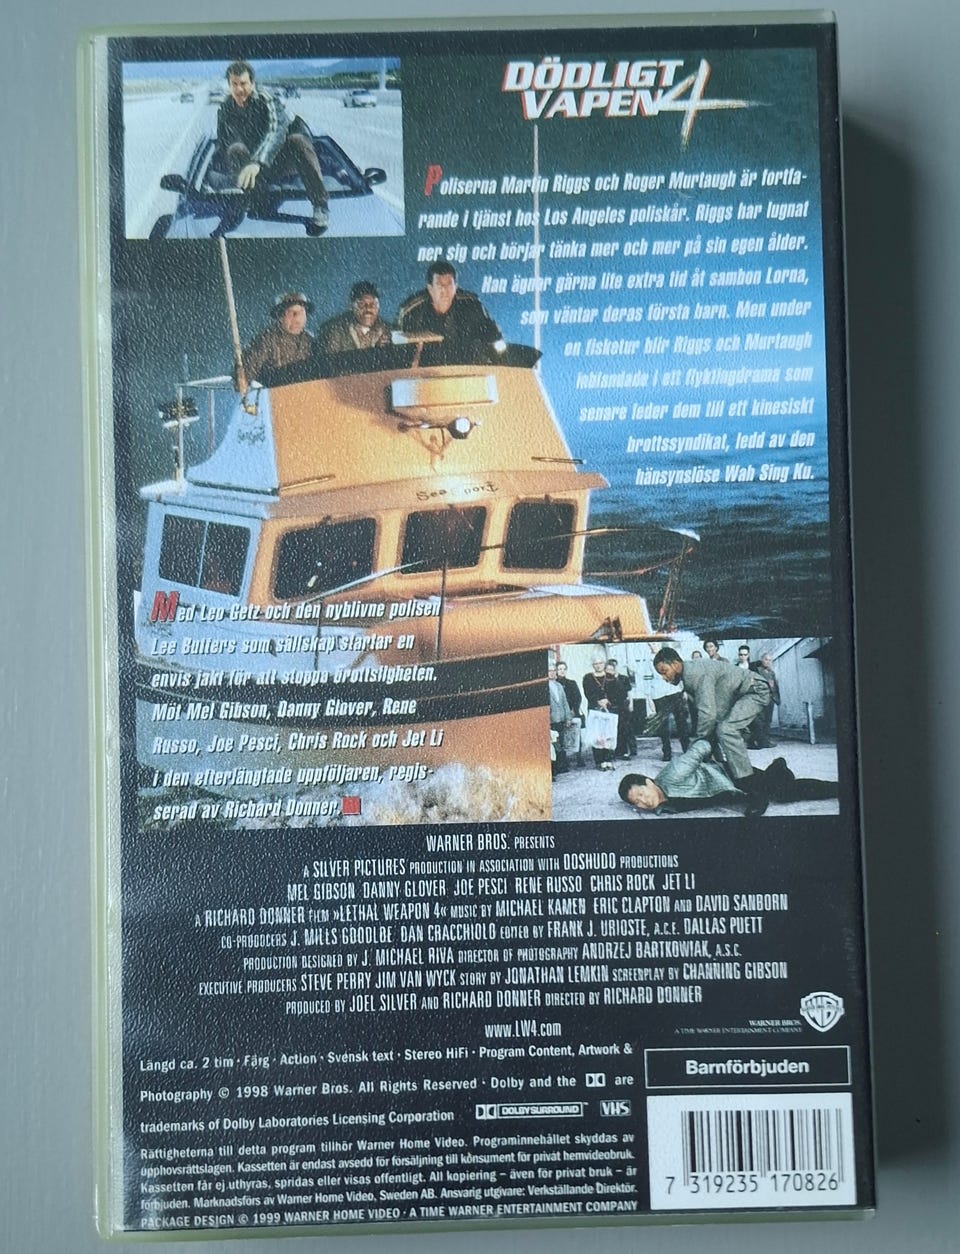 DÖDLIGT
VAPEN 4
Poliserna Martin Riggs och Roger Murtaugh är fortfa-
rande i tjänst hos Los Angeles poliskår. Riggs har lugnat
ner sig och börjar tänka mer och mer på sin egen ålder.
Han ägnar gärna lite extra tid åt sambon Lorna,
som väntar deras första barn. Men under
en fisketur blir Riggs och Murtaugh
inblandade i ett flyktingdrama som
senare leder dem till ett kinesiskt
brottssyndikat, ledd av den
hänsynslöse Wah Sing Ku.
Med Leo Getz och den nyblivne polisen
Lee Butters som sällskap startar en
envis jakt för att stoppa brottsligheten.
Möt Mel Gibson, Danny Glover, Rene
Russo, Joe Pesci, Chris Rock och Jet Li
i den efterlängtade uppföljaren, regis-
serad av Richard Donner.
WARNER BROS. PRESENTS
A SILVER PICTURES PRODUCTION IN ASSOCIATION WITH DOSHUDO PRODUCTIONS
MEL GIBSON DANNY GLOVER JOE PESCI RENE RUSSO CHRIS ROCK JET LI
A RICHARD DONNER FILM »LETHAL WEAPON 4« MUSIC BY MICHAEL KAMEN ERIC CLAPTON AND DAVID SANBORN
CO-PRODUCERS J. MILLS GOODLOE DAN CRACCHIOLO EDITED BY FRANK J. URIOSTE, A.C.E. DALLAS PUETT
PRODUCTION DESIGNED BY J. MICHAEL RIVA DIRECTOR OF PHOTOGRAPHY ANDRZEJ BARTKOWIAK, A.S.C.
EXECUTIVE PRODUCERS STEVE PERRY JIM VAN WYCK STORY BY JONATHAN LEMKIN SCREENPLAY BY CHANNING GIBSON
PRODUCED BY JOEL SILVER AND RICHARD DONNER DIRECTED BY RICHARD DONNER
www.LW4.com
WARNER BROS.
A TIME WARNER ENTERTAINMENT COMPANY
Längd ca. 2 tim · Färg · Action · Svensk text · Stereo HiFi · Program Content, Artwork &
Photography © 1998 Warner Bros. All Rights Reserved · Dolby and the are
trademarks of Dolby Laboratories Licensing Corporation DOLBY SURROUND VHS
Barnförbjuden
Rättigheterna till detta program tillhör Warner Home Video. Programinnehållet skyddas av
upphovsrättslagen. Kassetten är endast avsedd för försäljning till konsument för privat hemvideobruk.
Kassetten får ej uthyras, spridas eller visas offentligt. All kopiering – även för privat bruk – är
förbjuden. Marknadsförs av Warner Home Video, Sweden AB. Ansvarig utgivare: Verkställande Direktör.
PACKAGE DESIGN © 1999 WARNER HOME VIDEO · A TIME WARNER ENTERTAINMENT COMPANY
7 319235 170826